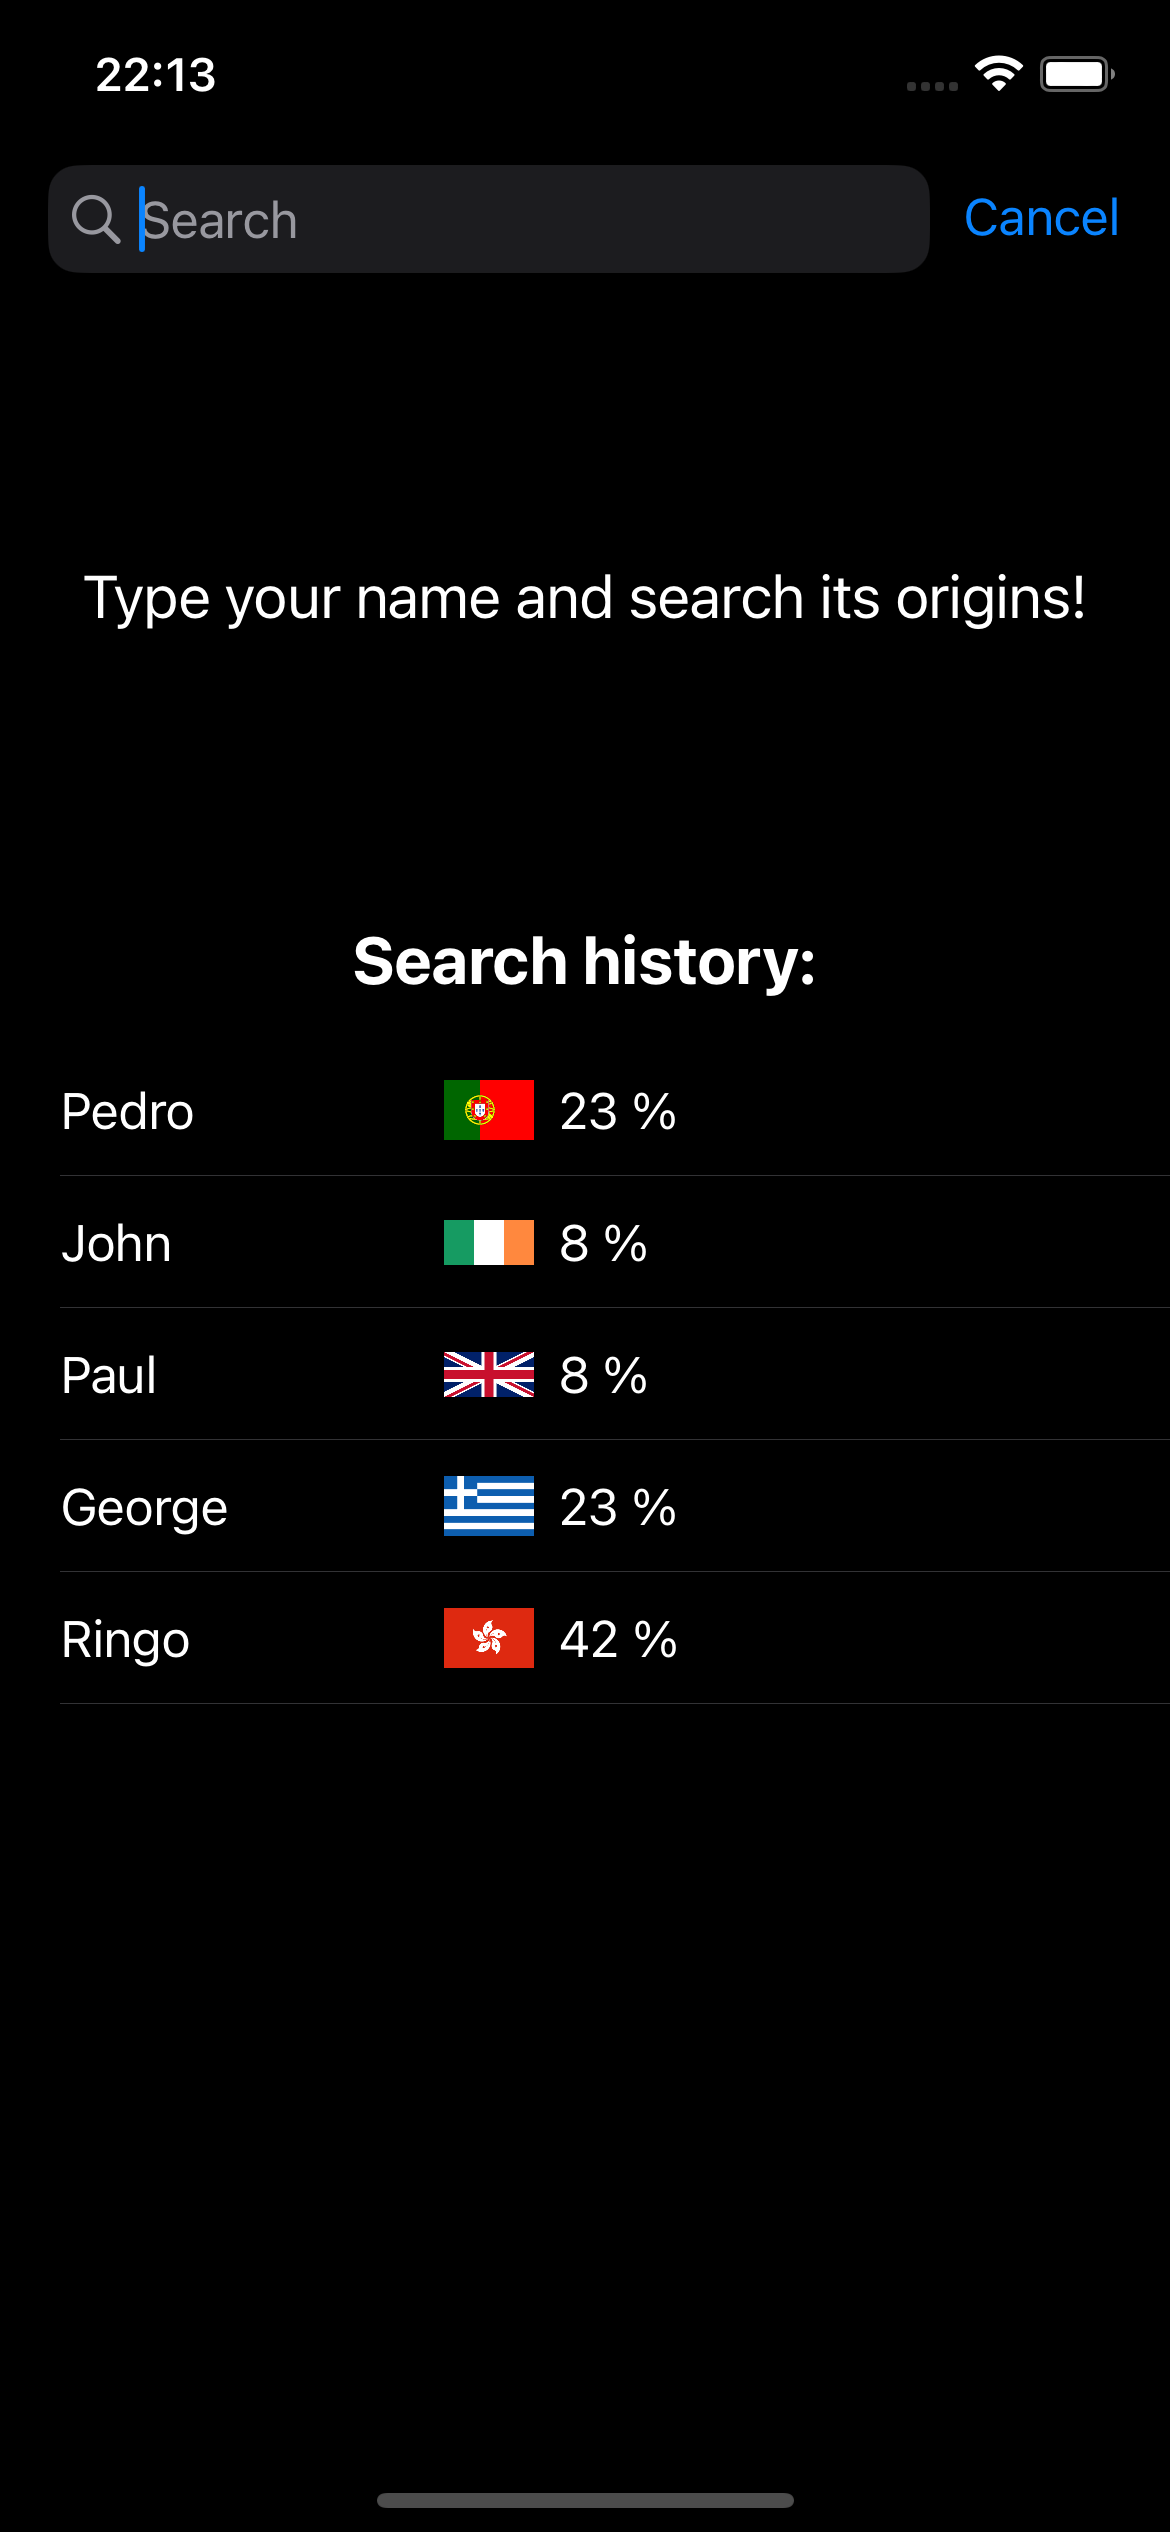 22:13
Search
Cancel
Type your name and search its origins!
Search history:
Pedro 23 %
John 8 %
Paul 8 %
George 23 %
Ringo 42 %